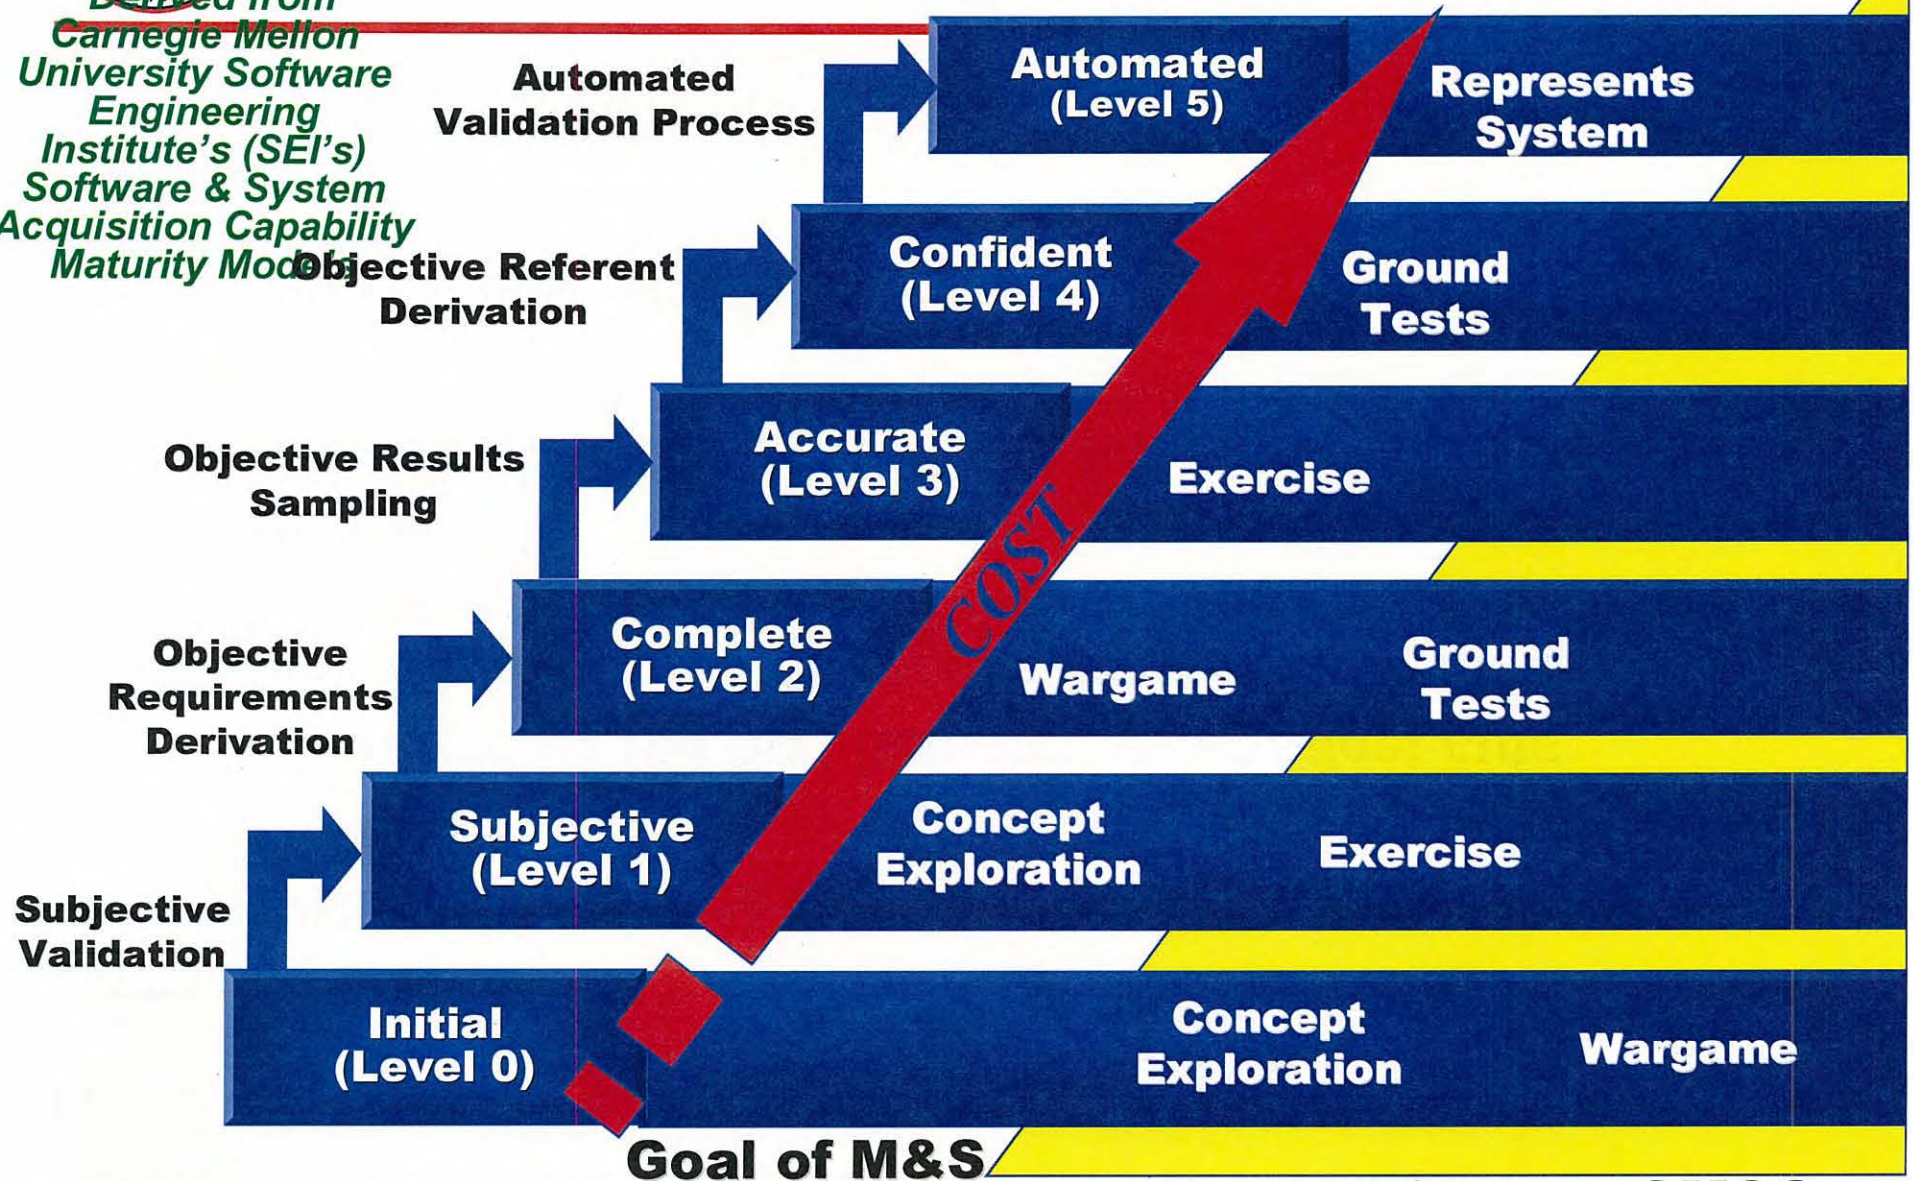 Derived from
Carnegie Mellon
University Software
Engineering
Institute's (SEI's)
Software & System
Acquisition Capability
Maturity
Automated
Validation Process
Automated
(Level 5)
Represents
System
Objective Referent
Derivation
Confident
(Level 4)
Ground
Tests
Objective Results
Sampling
Accurate
(Level 3)
Exercise
COST
Objective
Requirements
Derivation
Complete
(Level 2)
Wargame
Ground
Tests
Subjective
Validation
Subjective
(Level 1)
Concept
Exploration
Exercise
Initial
(Level 0)
Concept
Exploration
Wargame
Goal of M&S